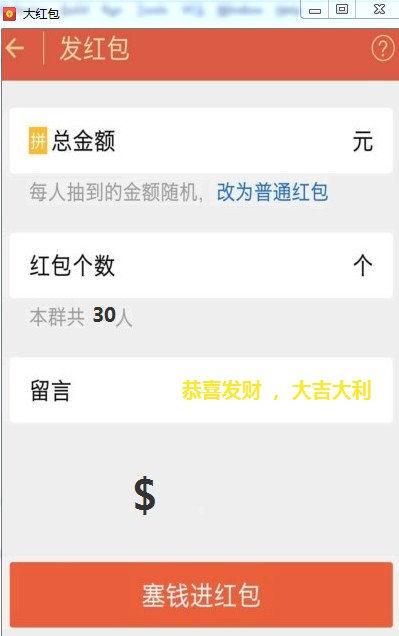 大红包
发红包
拼 总金额 元
每人抽到的金额随机，改为普通红包
红包个数 个
本群共 30人
留言 恭喜发财 ，大吉大利
$
塞钱进红包